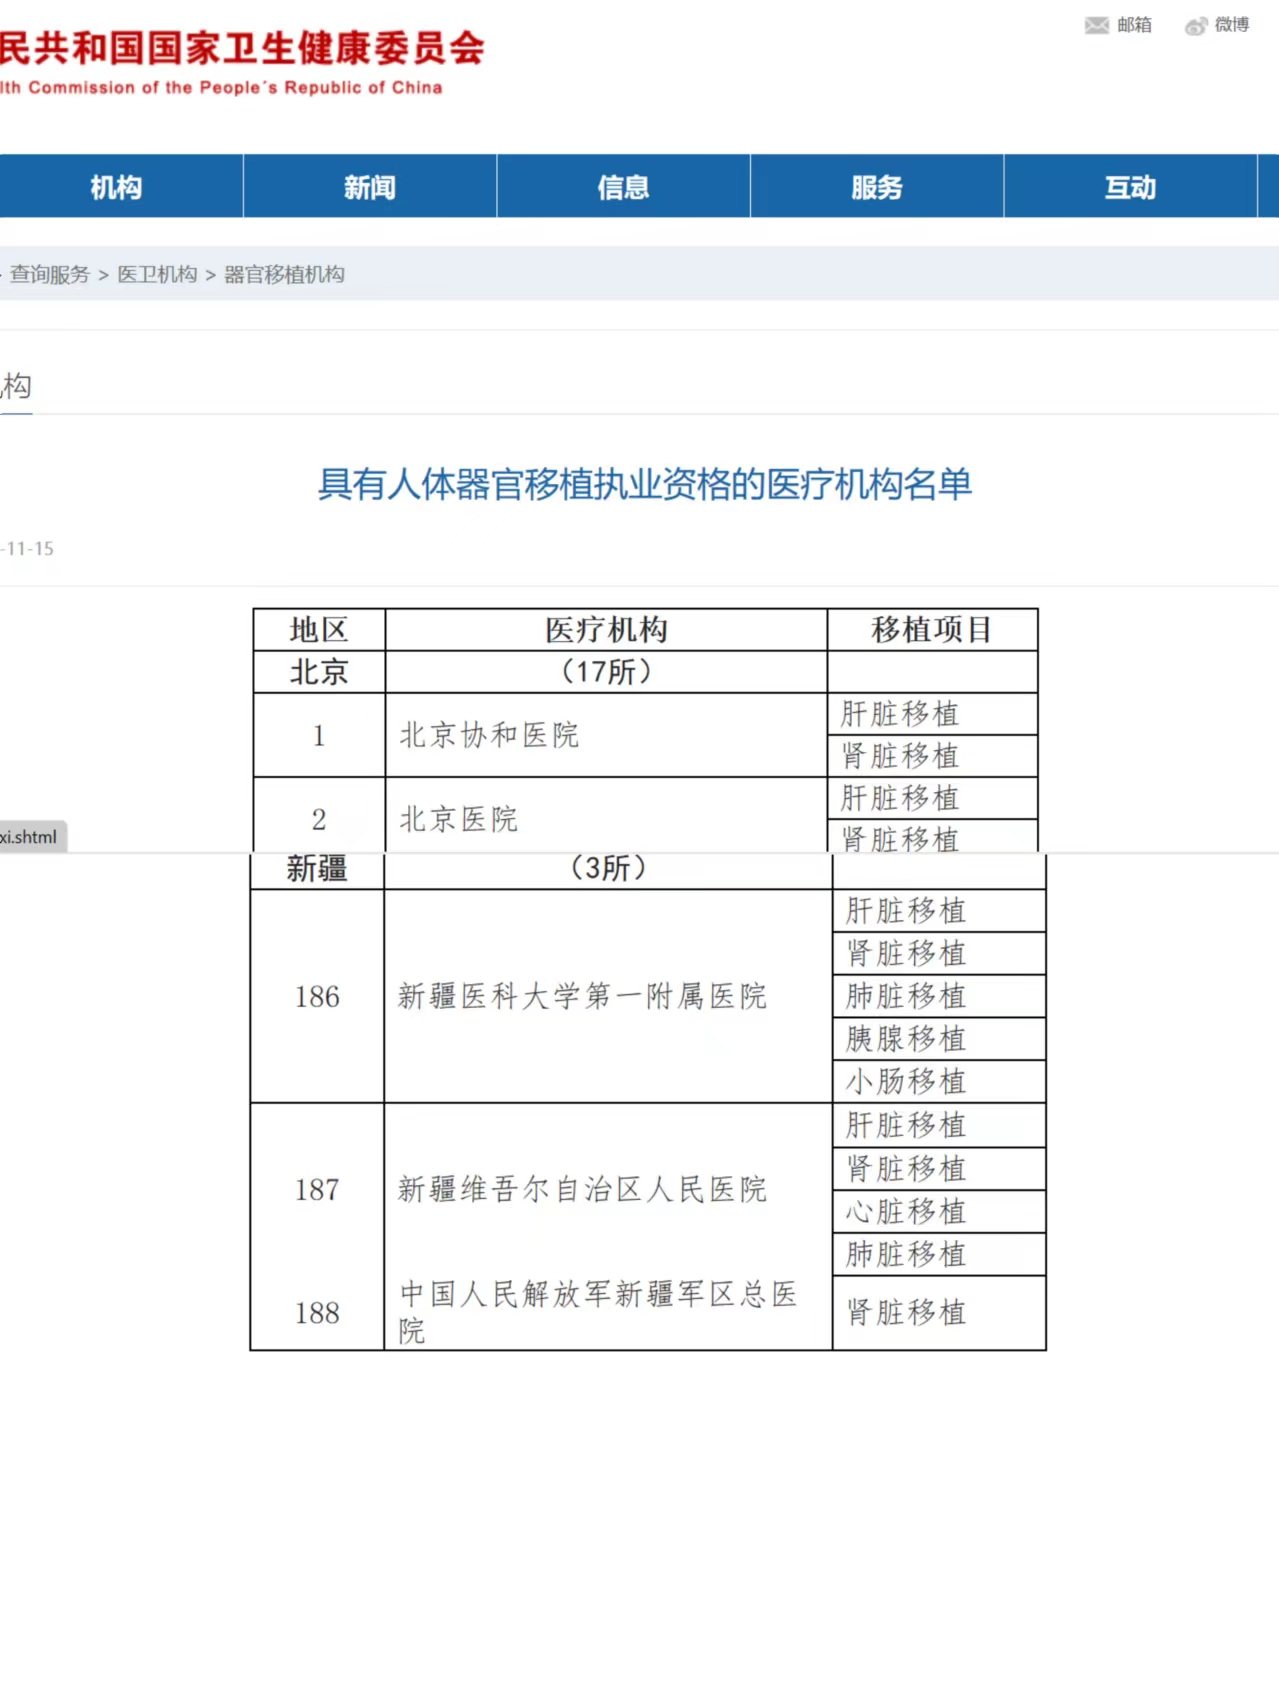 邮箱 微博
民共和国国家卫生健康委员会
lth Commission of the People´s Republic of China
机构 新闻 信息 服务 互动
查询服务 > 医卫机构 > 器官移植机构
构
具有人体器官移植执业资格的医疗机构名单
-11-15
地区 医疗机构 移植项目
北京 （17所）
1 北京协和医院 肝脏移植
肾脏移植
2 北京医院 肝脏移植
肾脏移植
xi.shtml
新疆 （3所）
186 新疆医科大学第一附属医院 肝脏移植
肾脏移植
肺脏移植
胰腺移植
小肠移植
187 新疆维吾尔自治区人民医院 肝脏移植
肾脏移植
心脏移植
肺脏移植
188 中国人民解放军新疆军区总医
院 肾脏移植